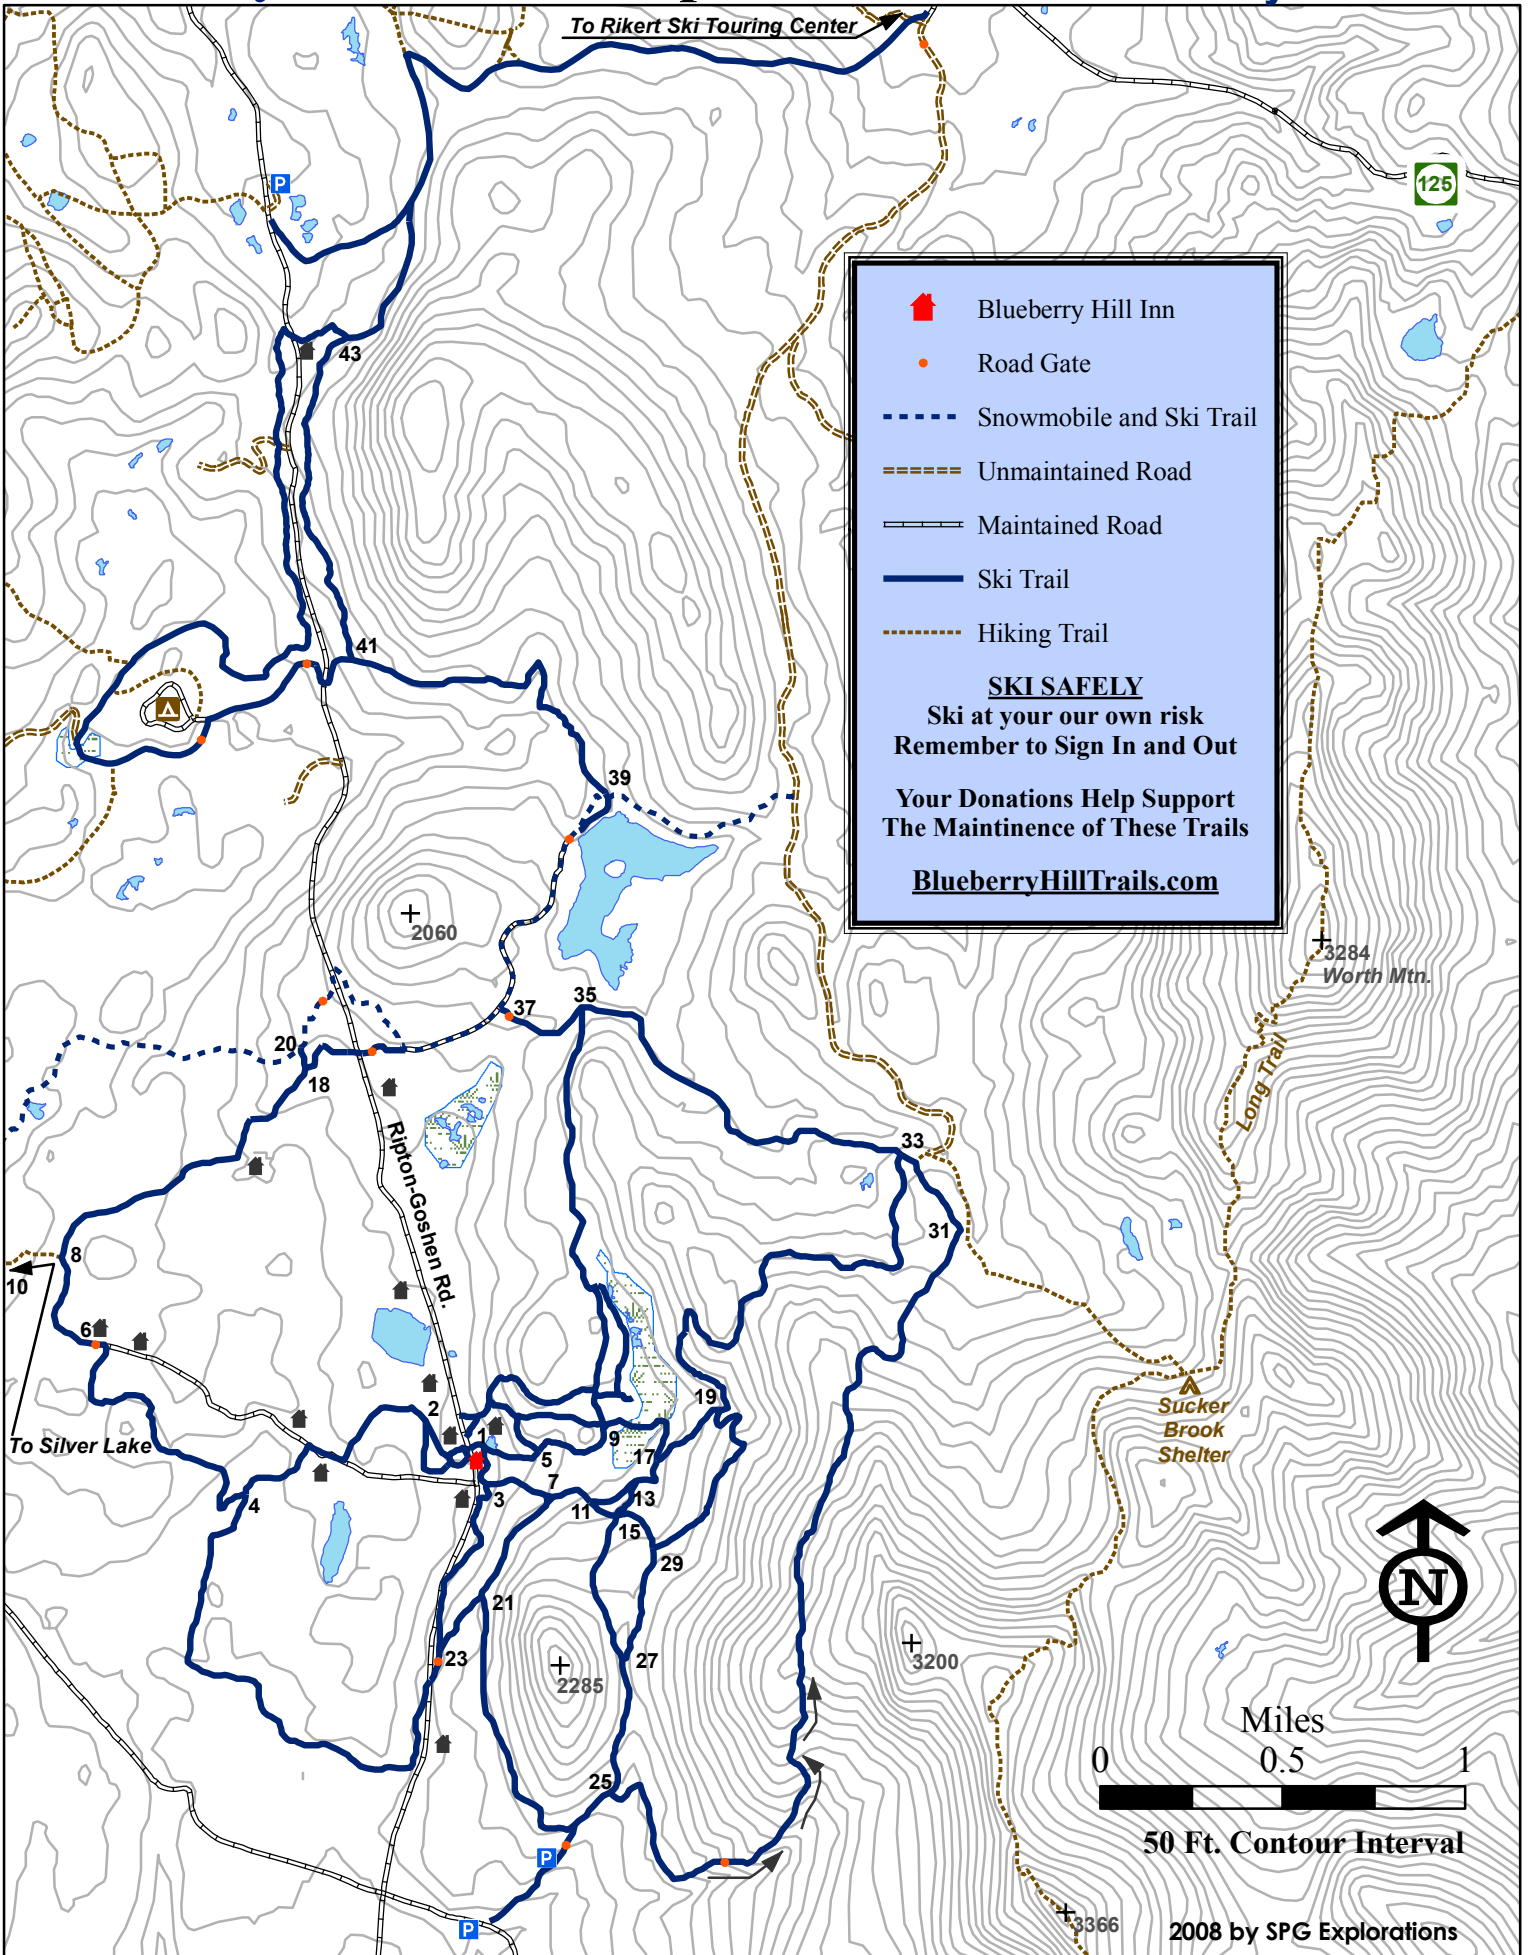 To Rikert Ski Touring Center
P
125
Blueberry Hill Inn
Road Gate
Snowmobile and Ski Trail
Unmaintained Road
Maintained Road
Ski Trail
Hiking Trail
SKI SAFELY
Ski at your our own risk
Remember to Sign In and Out
Your Donations Help Support
The Maintinence of These Trails
BlueberryHillTrails.com
43
41
39
2060
3284
Worth Mtn.
37
35
20
18
Long Trail
Ripton-Goshen Rd.
33
31
8
10
6
To Silver Lake
2
1
19
9
5
17
7
3
4
11
13
15
29
Sucker
Brook
Shelter
N
21
23
27
2285
3200
25
Miles
0
0.5
1
50 Ft. Contour Interval
P
P
3366
2008 by SPG Explorations